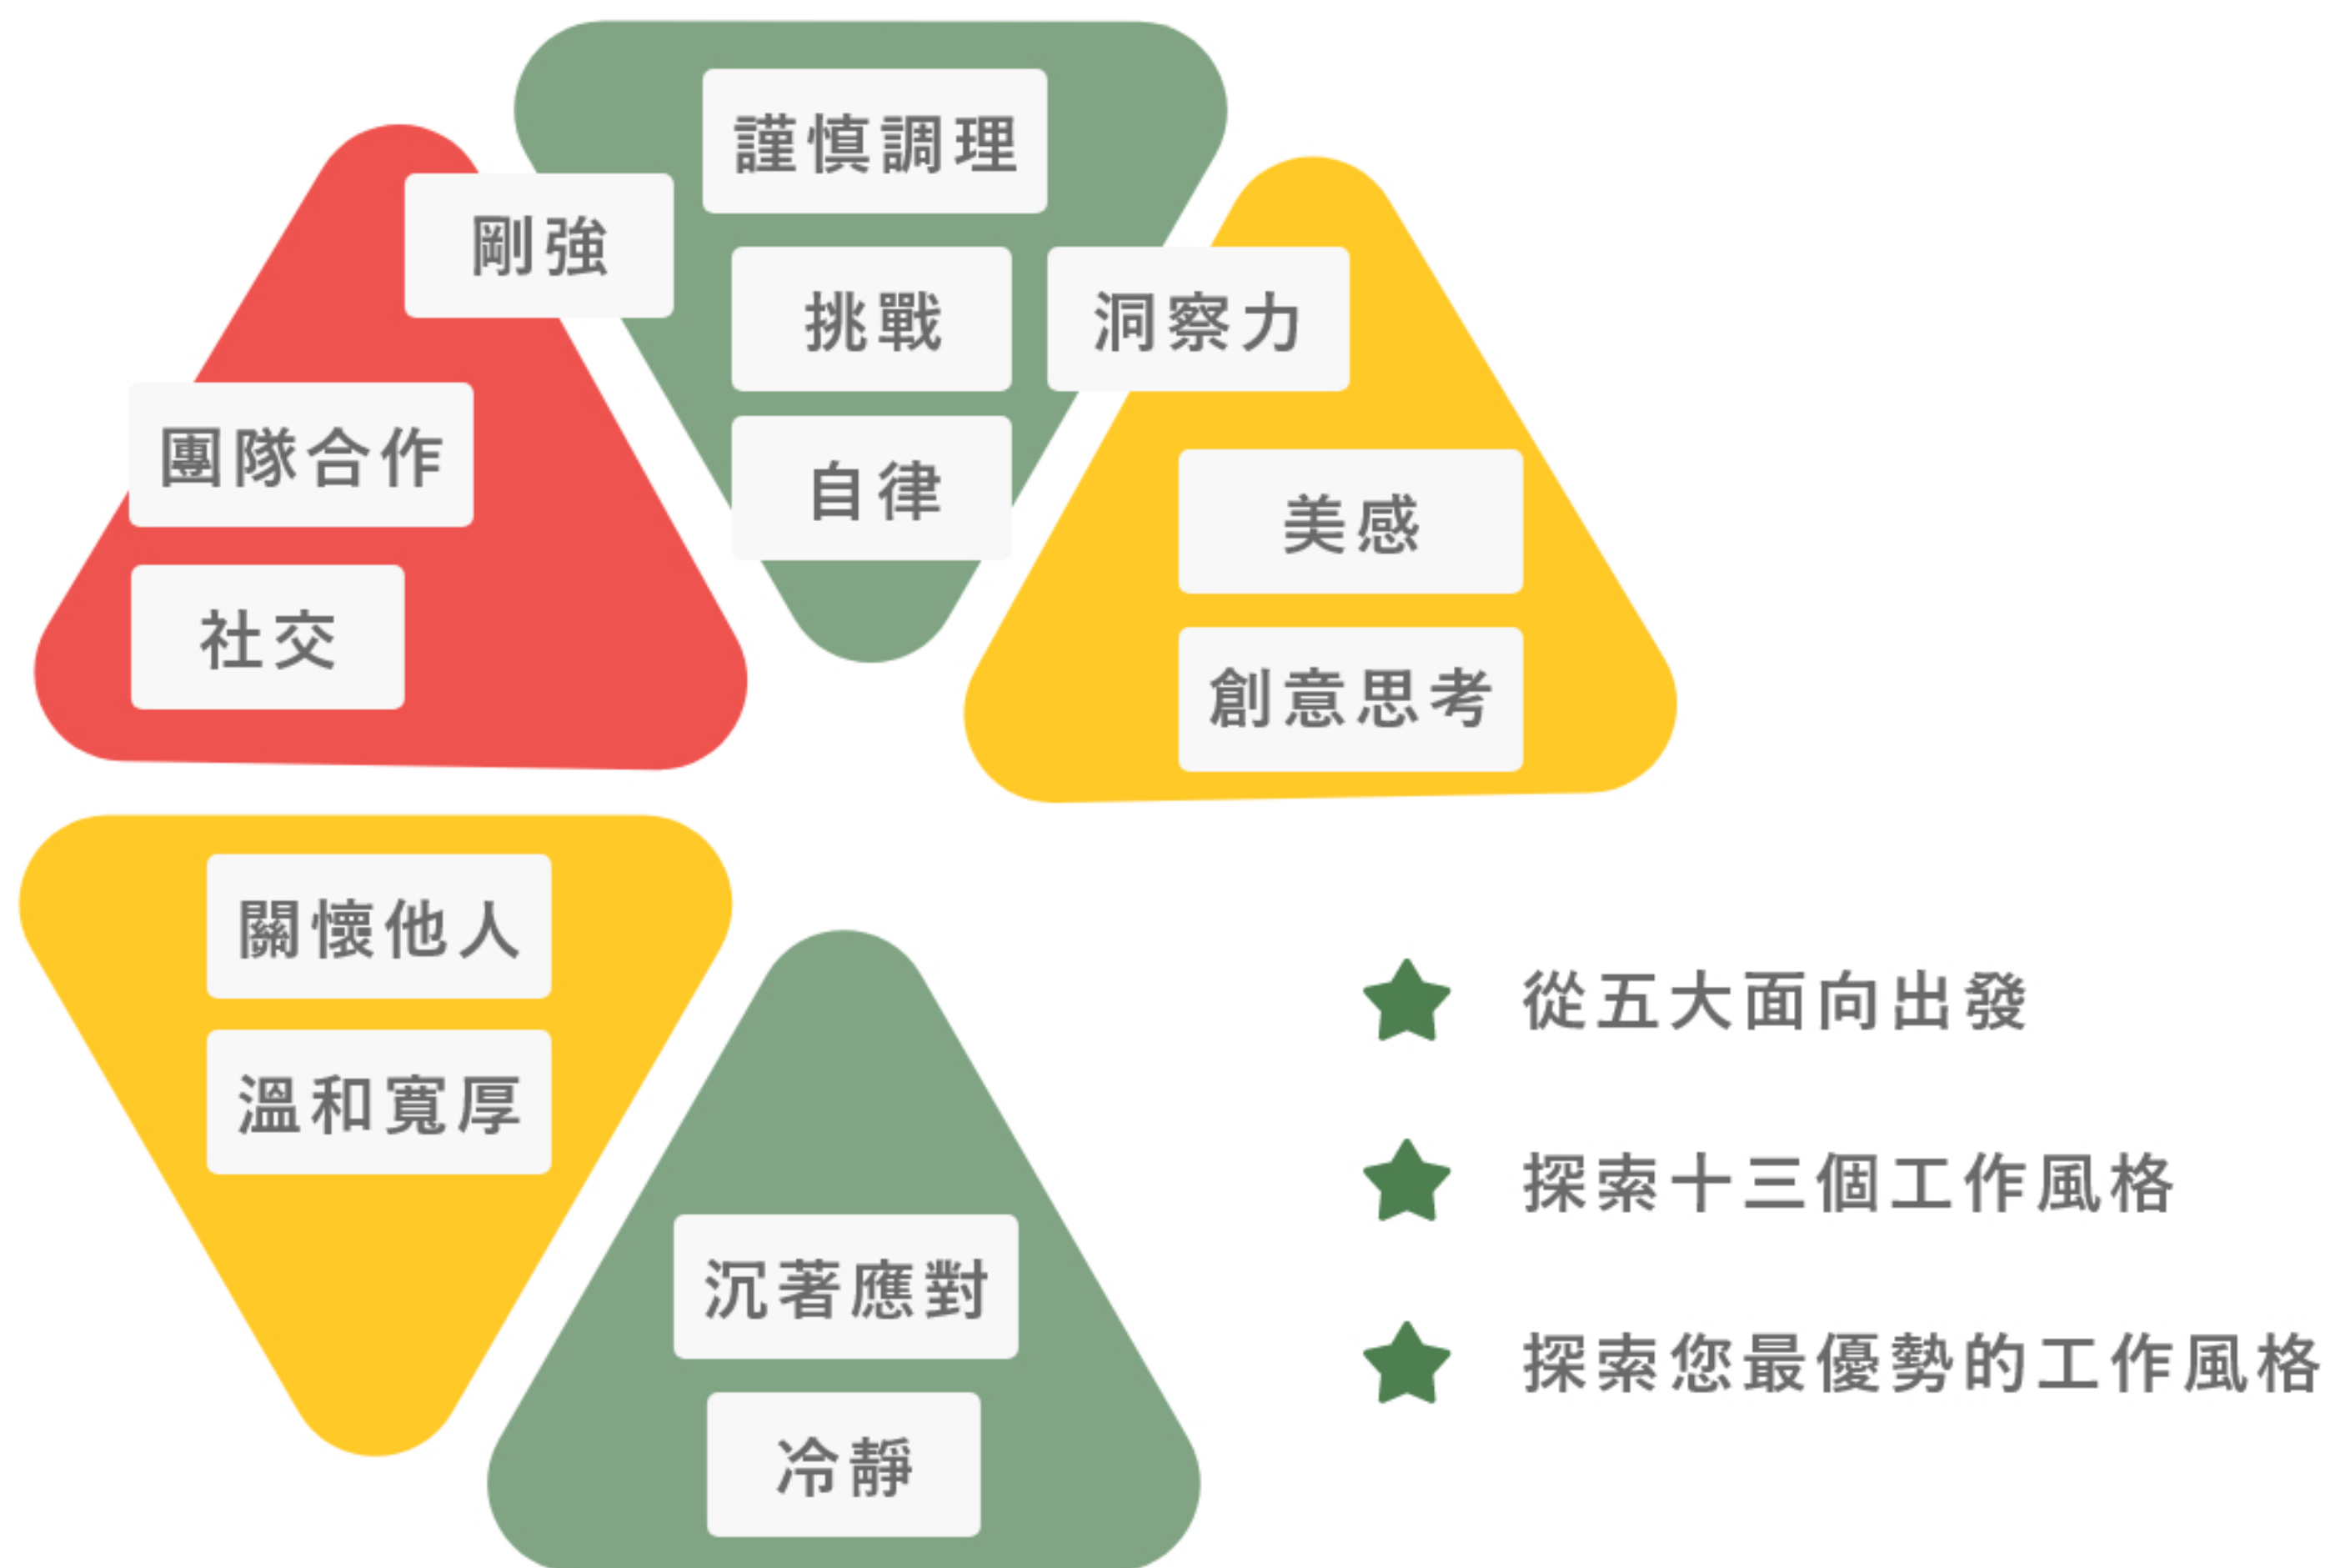 謹慎調理
剛強
挑戰
洞察力
團隊合作
自律
美感
社交
創意思考
關懷他人
溫和寬厚
沉著應對
冷靜
從五大面向出發
探索十三個工作風格
探索您最優勢的工作風格